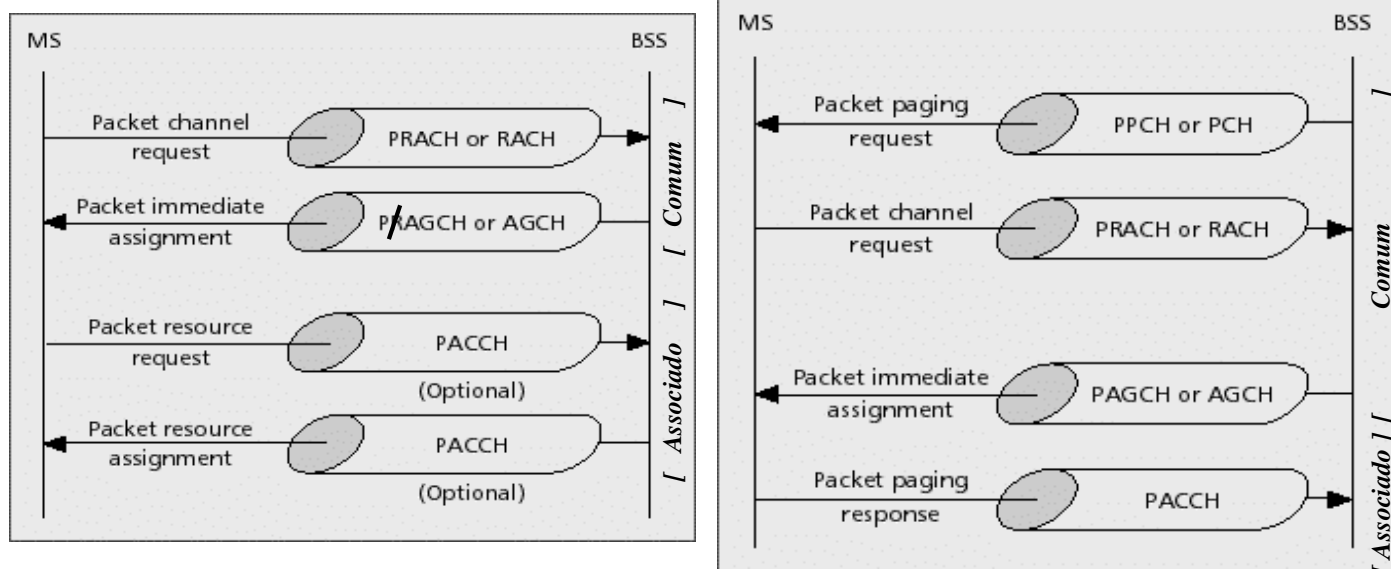 MS
BSS
Packet channel
request
PRACH or RACH
Packet immediate
assignment
PRAGCH or AGCH
[ Comum ]
Packet resource
request
PACCH
(Optional)
Packet resource
assignment
PACCH
(Optional)
[ Associado ]
MS
BSS
Packet paging
request
PPCH or PCH
Packet channel
request
PRACH or RACH
Packet immediate
assignment
PAGCH or AGCH
Packet paging
response
PACCH
[ Associado ] [ Comum ]